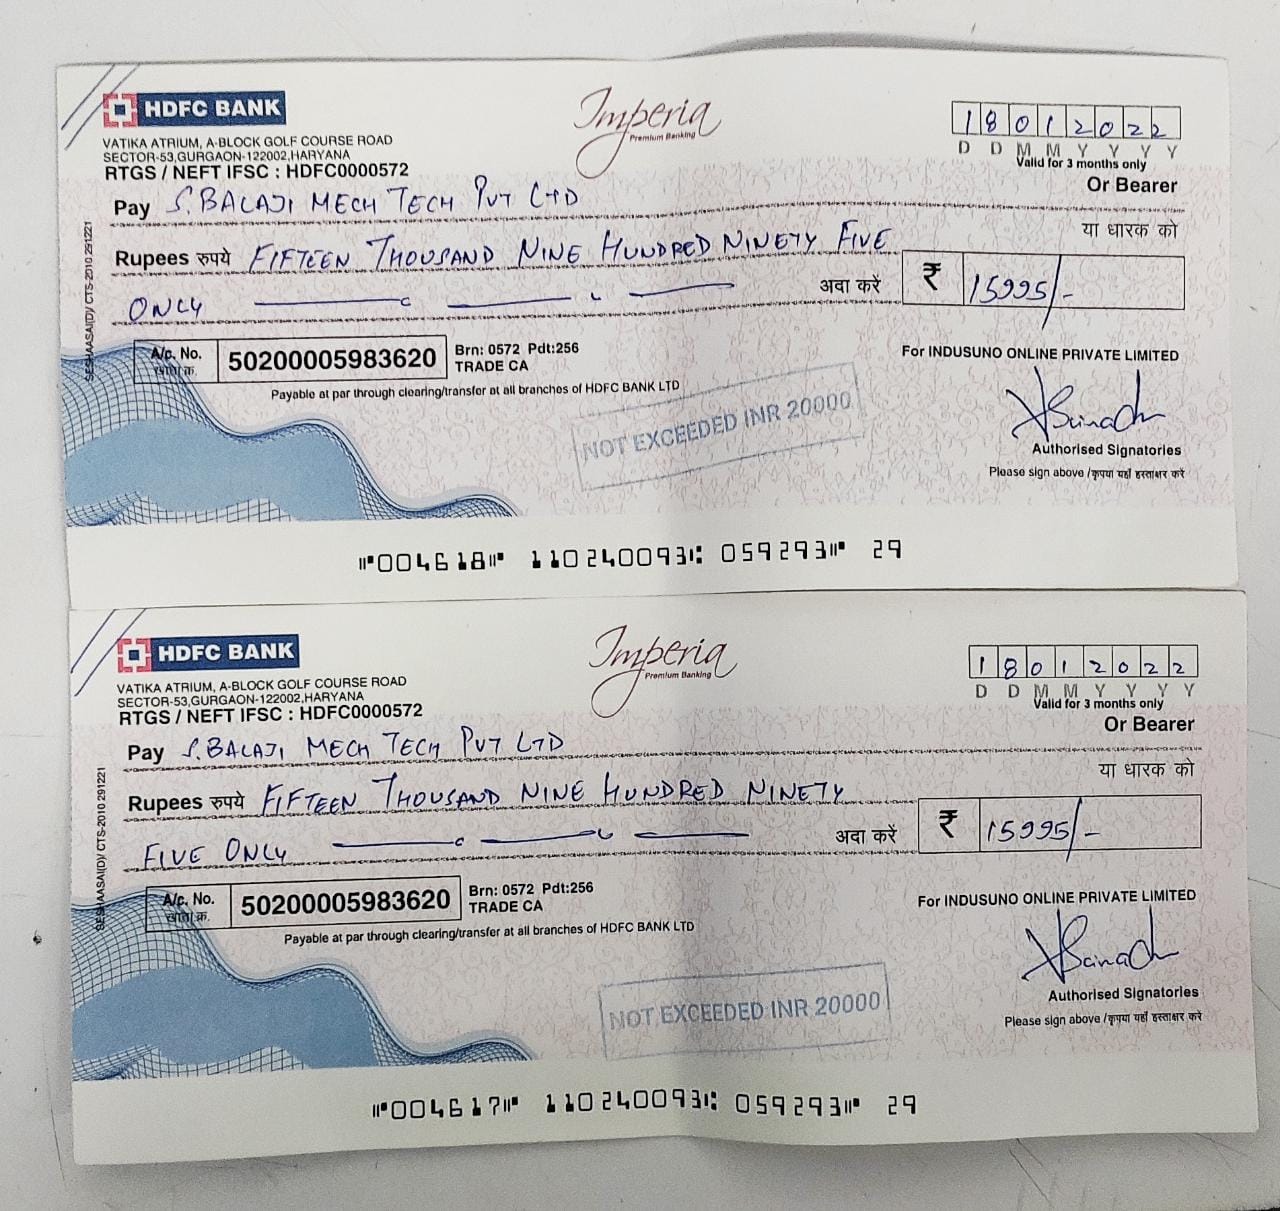 HDFC BANK
Imperia
Premium Banking
18012022
D D M M Y Y Y Y
VATIKA ATRIUM, A-BLOCK GOLF COURSE ROAD
SECTOR-53,GURGAON-122002,HARYANA
RTGS / NEFT IFSC : HDFC0000572
Valid for 3 months only
Or Bearer
Pay S.BALAJI MECH TECH PVT LTD
या धारक को
Rupees रुपये FIFTEEN THOUSAND NINE HUNDRED NINETY FIVE
ONLY अदा करें ₹ 15995/-
A/c. No. 50200005983620 Brn: 0572 Pdt:256
खाता क्र. TRADE CA
For INDUSUNO ONLINE PRIVATE LIMITED
Payable at par through clearing/transfer at all branches of HDFC BANK LTD
NOT EXCEEDED INR 20000
Authorised Signatories
Please sign above /कृपया यहाँ हस्ताक्षर करें
SESHAASAI(D)/ CTS-2010 291221
⑈004618⑈ 110240093⑆ 059293⑈ 29
HDFC BANK
Imperia
Premium Banking
18012022
D D M M Y Y Y Y
VATIKA ATRIUM, A-BLOCK GOLF COURSE ROAD
SECTOR-53,GURGAON-122002,HARYANA
RTGS / NEFT IFSC : HDFC0000572
Valid for 3 months only
Or Bearer
Pay S.BALAJI MECH TECH PVT LTD
या धारक को
Rupees रुपये FIFTEEN THOUSAND NINE HUNDRED NINETY
FIVE ONLY अदा करें ₹ 15995/-
A/c. No. 50200005983620 Brn: 0572 Pdt:256
खाता क्र. TRADE CA
For INDUSUNO ONLINE PRIVATE LIMITED
Payable at par through clearing/transfer at all branches of HDFC BANK LTD
NOT EXCEEDED INR 20000
Authorised Signatories
Please sign above /कृपया यहाँ हस्ताक्षर करें
SESHAASAI(D)/ CTS-2010 291221
⑈004617⑈ 110240093⑆ 059293⑈ 29